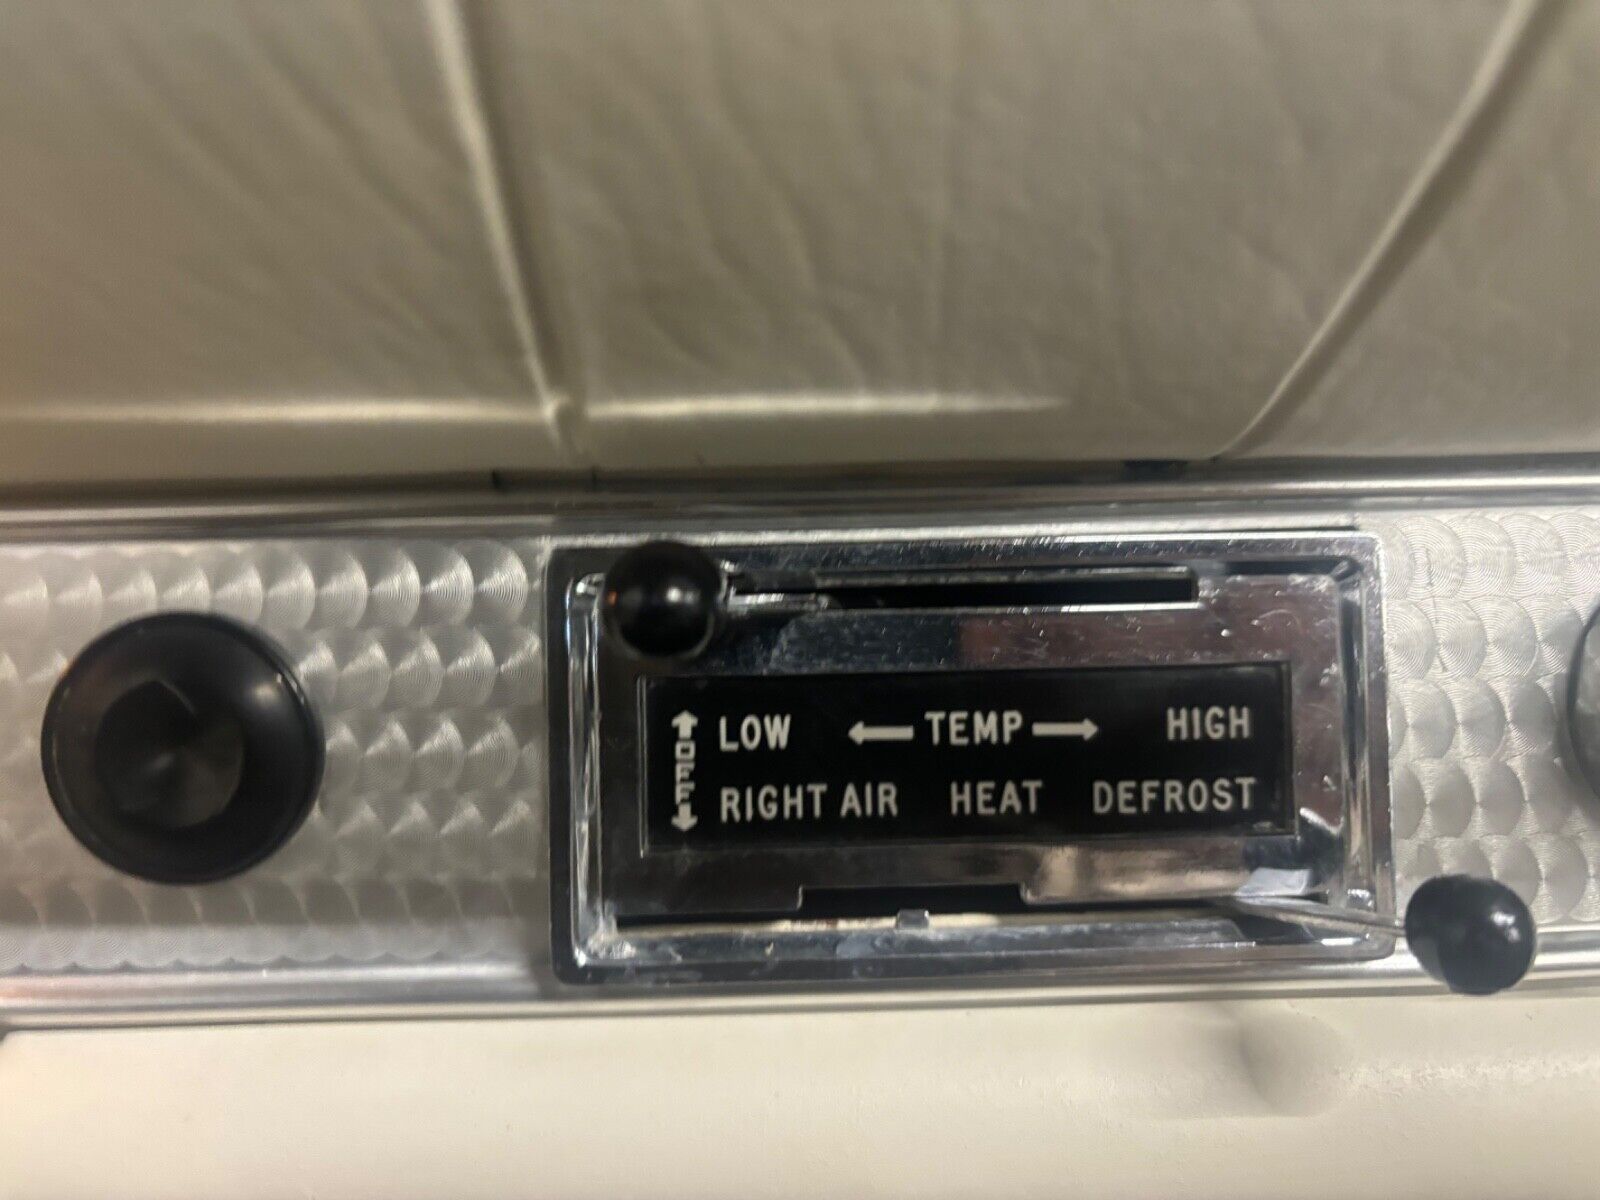 OFF
LOW ← TEMP → HIGH
RIGHT AIR HEAT DEFROST